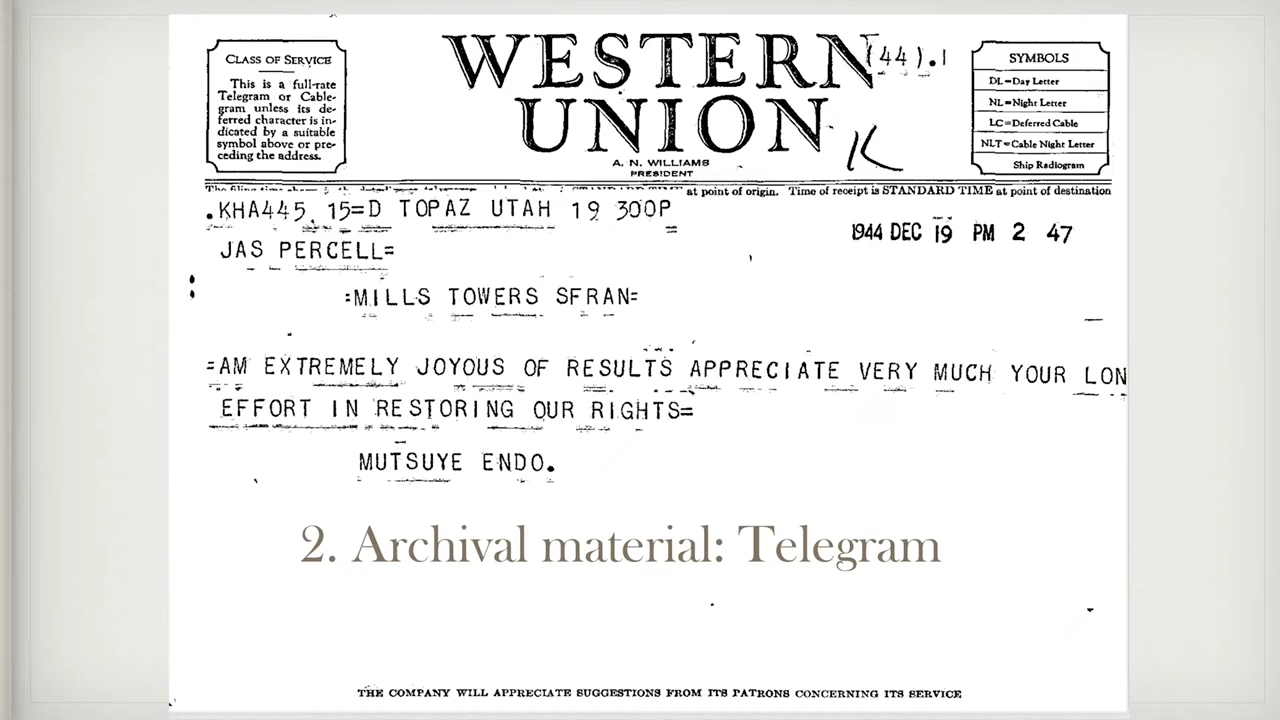 CLASS OF SERVICE
This is a full-rate
Telegram or Cable-
gram unless its de-
ferred character is in-
dicated by a suitable
symbol above or pre-
ceding the address.
WESTERN
UNION
(44).
A. N. WILLIAMS
PRESIDENT
K
SYMBOLS
DL=Day Letter
NL=Night Letter
LC=Deferred Cable
NLT=Cable Night Letter
Ship Radiogram
at point of origin. Time of receipt is STANDARD TIME at point of destination
.KHA445 15=D TOPAZ UTAH 19 300P
1944 DEC 19 PM 2 47
JAS PERCELL=
=MILLS TOWERS SFRAN=
=AM EXTREMELY JOYOUS OF RESULTS APPRECIATE VERY MUCH YOUR LON
EFFORT IN RESTORING OUR RIGHTS=
MUTSUYE ENDO.
2. Archival material: Telegram
THE COMPANY WILL APPRECIATE SUGGESTIONS FROM ITS PATRONS CONCERNING ITS SERVICE